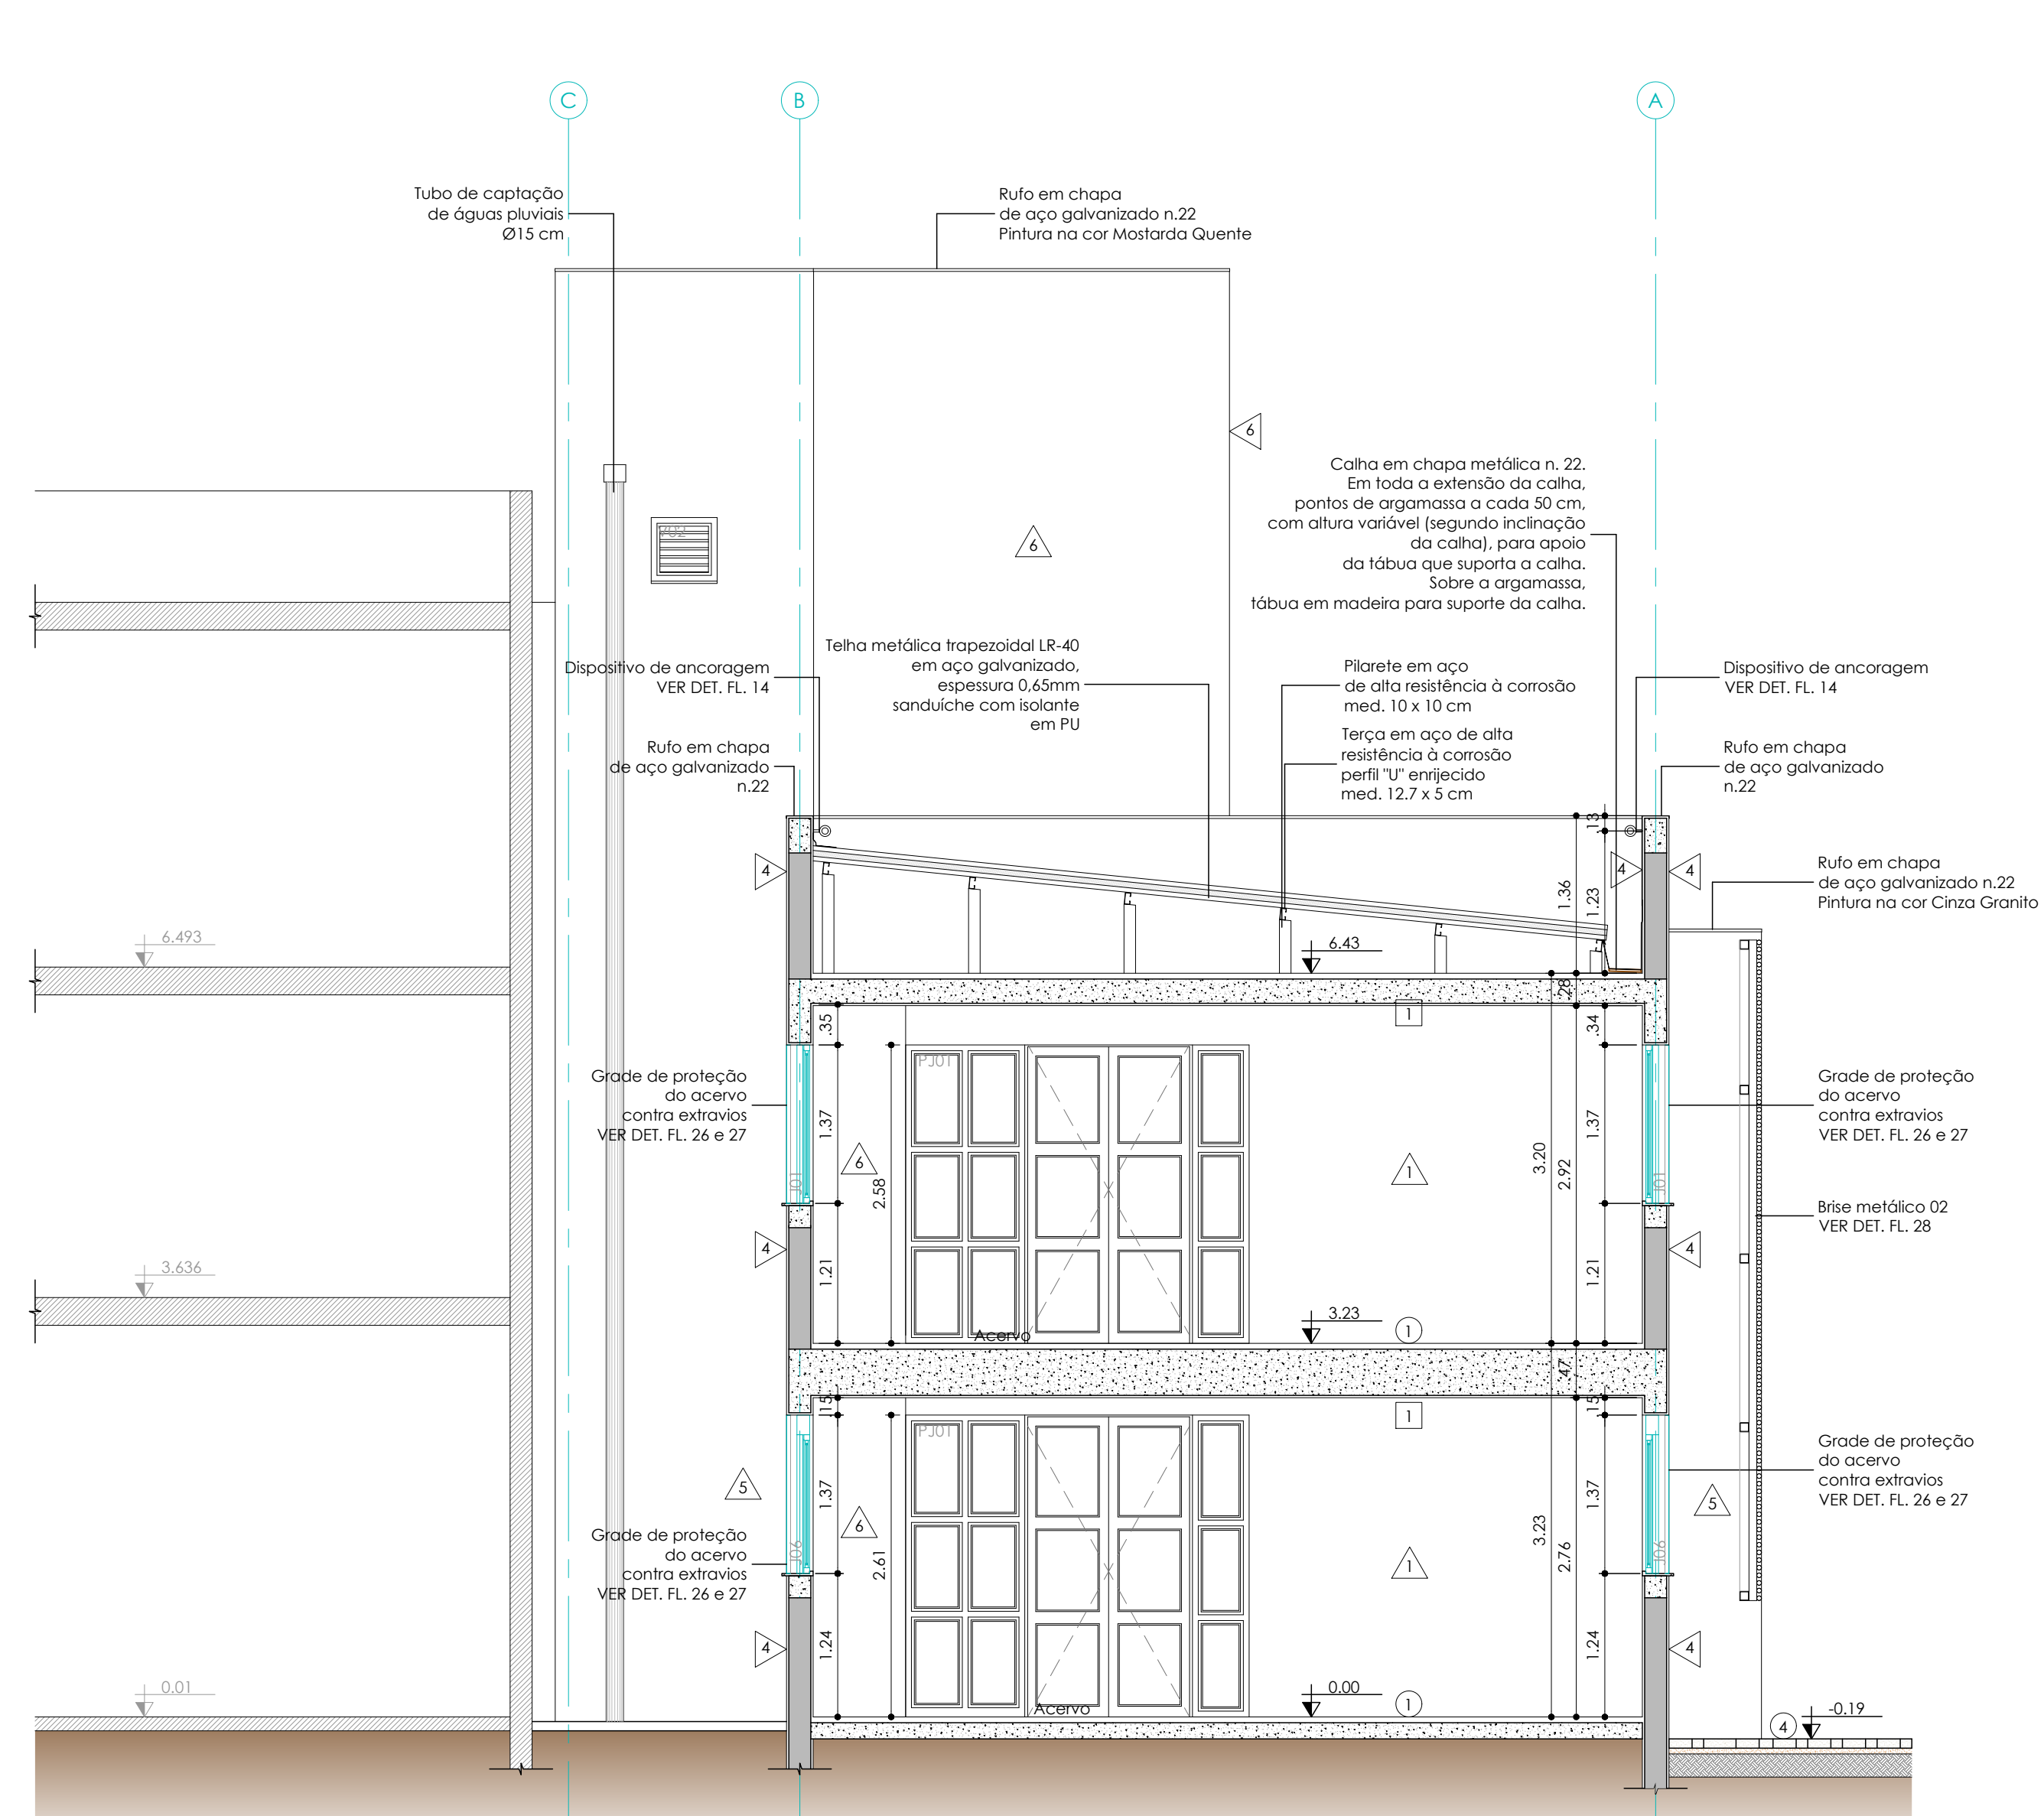 C
B
A
Tubo de captação
de águas pluviais
Ø15 cm
Rufo em chapa
de aço galvanizado n.22
Pintura na cor Mostarda Quente
6
Calha em chapa metálica n. 22.
Em toda a extensão da calha,
pontos de argamassa a cada 50 cm,
com altura variável (segundo inclinação
da calha), para apoio
da tábua que suporta a calha.
Sobre a argamassa,
tábua em madeira para suporte da calha.
V02
6
Telha metálica trapezoidal LR-40
em aço galvanizado,
espessura 0,65mm
sanduíche com isolante
em PU
Dispositivo de ancoragem
VER DET. FL. 14
Pilarete em aço
de alta resistência à corrosão
med. 10 x 10 cm
Dispositivo de ancoragem
VER DET. FL. 14
Rufo em chapa
de aço galvanizado
n.22
Terça em aço de alta
resistência à corrosão
perfil "U" enrijecido
med. 12.7 x 5 cm
Rufo em chapa
de aço galvanizado
n.22
13
4
4
4
Rufo em chapa
de aço galvanizado n.22
Pintura na cor Cinza Granito
1.36
1.23
6.493
6.43
.28
1
.35
.34
PJ01
Grade de proteção
do acervo
contra extravios
VER DET. FL. 26 e 27
Grade de proteção
do acervo
contra extravios
VER DET. FL. 26 e 27
1.37
1.37
6
1
3.20
2.92
2.58
J01
J01
Brise metálico 02
VER DET. FL. 28
4
4
1.21
1.21
3.636
3.23
1
Acervo
.47
15
15
1
PJ01
Grade de proteção
do acervo
contra extravios
VER DET. FL. 26 e 27
5
1.37
1.37
5
6
Grade de proteção
do acervo
contra extravios
VER DET. FL. 26 e 27
J06
J06
2.61
3.23
2.76
1
4
4
1.24
1.24
0.01
0.00
1
Acervo
4
-0.19